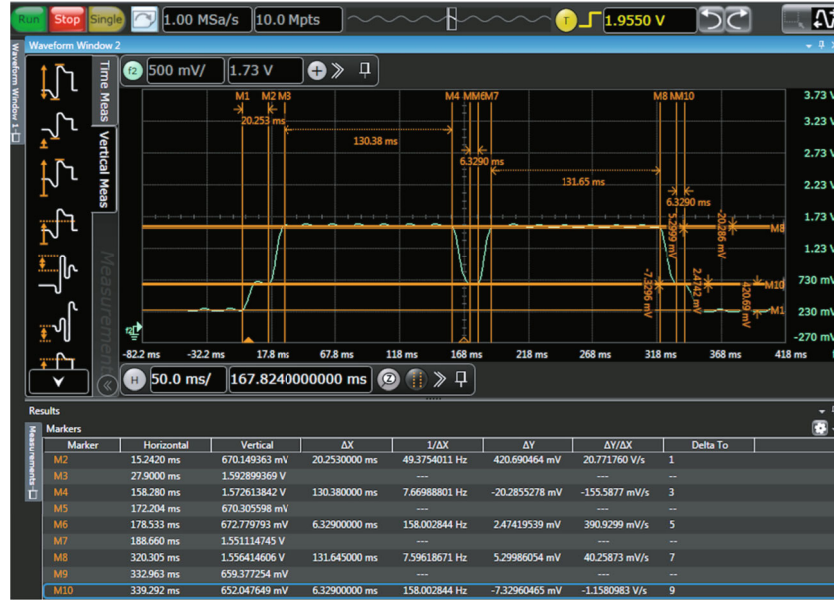 Run Stop Single 1.00 MSa/s 10.0 Mpts T 1.9550 V
Waveform Window 2
Waveform Window 1
Time Meas
Vertical Meas
Measurements
f2 500 mV/ 1.73 V
M1 M2 M3 M4 M8
20.253 ms
130.38 ms
6.3290 ms
131.65 ms
6.3290 ms
5.2999 mV
-20.286 mV
-7.3296 mV
2.4742 mV
420.69 mV
M8
M10
M1
3.73 V
3.23 V
2.73 V
2.23 V
1.73 V
1.23 V
730 mV
230 mV
-270 mV
-82.2 ms -32.2 ms 17.8 ms 67.8 ms 118 ms 168 ms 218 ms 268 ms 318 ms 368 ms 418 ms
H 50.0 ms/ 167.8240000000 ms
Results
Measurements
Markers
Marker Horizontal Vertical ΔX 1/ΔX ΔY ΔY/ΔX Delta To
M2 15.2420 ms 670.149363 mV 20.2530000 ms 49.3754011 Hz 420.690464 mV 20.771760 V/s 1
M3 27.9000 ms 1.592899369 V --- --- --
M4 158.280 ms 1.572613842 V 130.380000 ms 7.66988801 Hz -20.2855278 mV -155.5877 mV/s 3
M5 172.204 ms 670.305598 mV --- --- --
M6 178.533 ms 672.779793 mV 6.32900000 ms 158.002844 Hz 2.47419539 mV 390.9299 mV/s 5
M7 188.660 ms 1.551114745 V --- --- --
M8 320.305 ms 1.556414606 V 131.645000 ms 7.59618671 Hz 5.29986054 mV 40.25873 mV/s 7
M9 332.963 ms 659.377254 mV --- --- --
M10 339.292 ms 652.047649 mV 6.32900000 ms 158.002844 Hz -7.32960465 mV -1.1580983 V/s 9